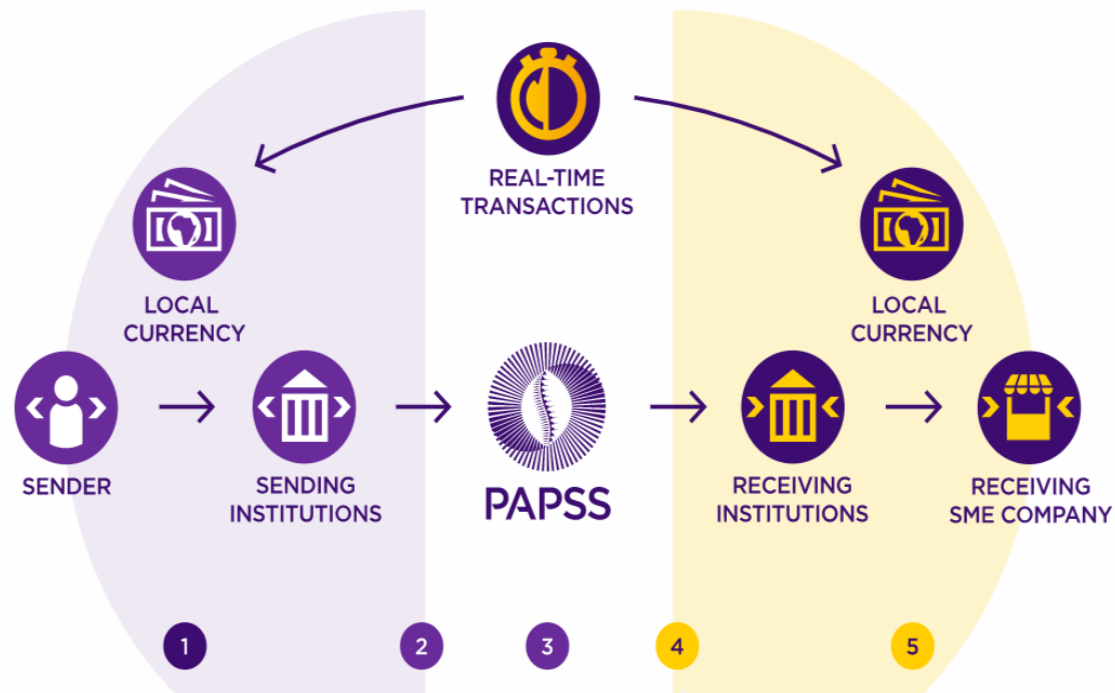 REAL-TIME
TRANSACTIONS
LOCAL
CURRENCY
LOCAL
CURRENCY
SENDER
SENDING
INSTITUTIONS
PAPSS
RECEIVING
INSTITUTIONS
RECEIVING
SME COMPANY
1
2
3
4
5